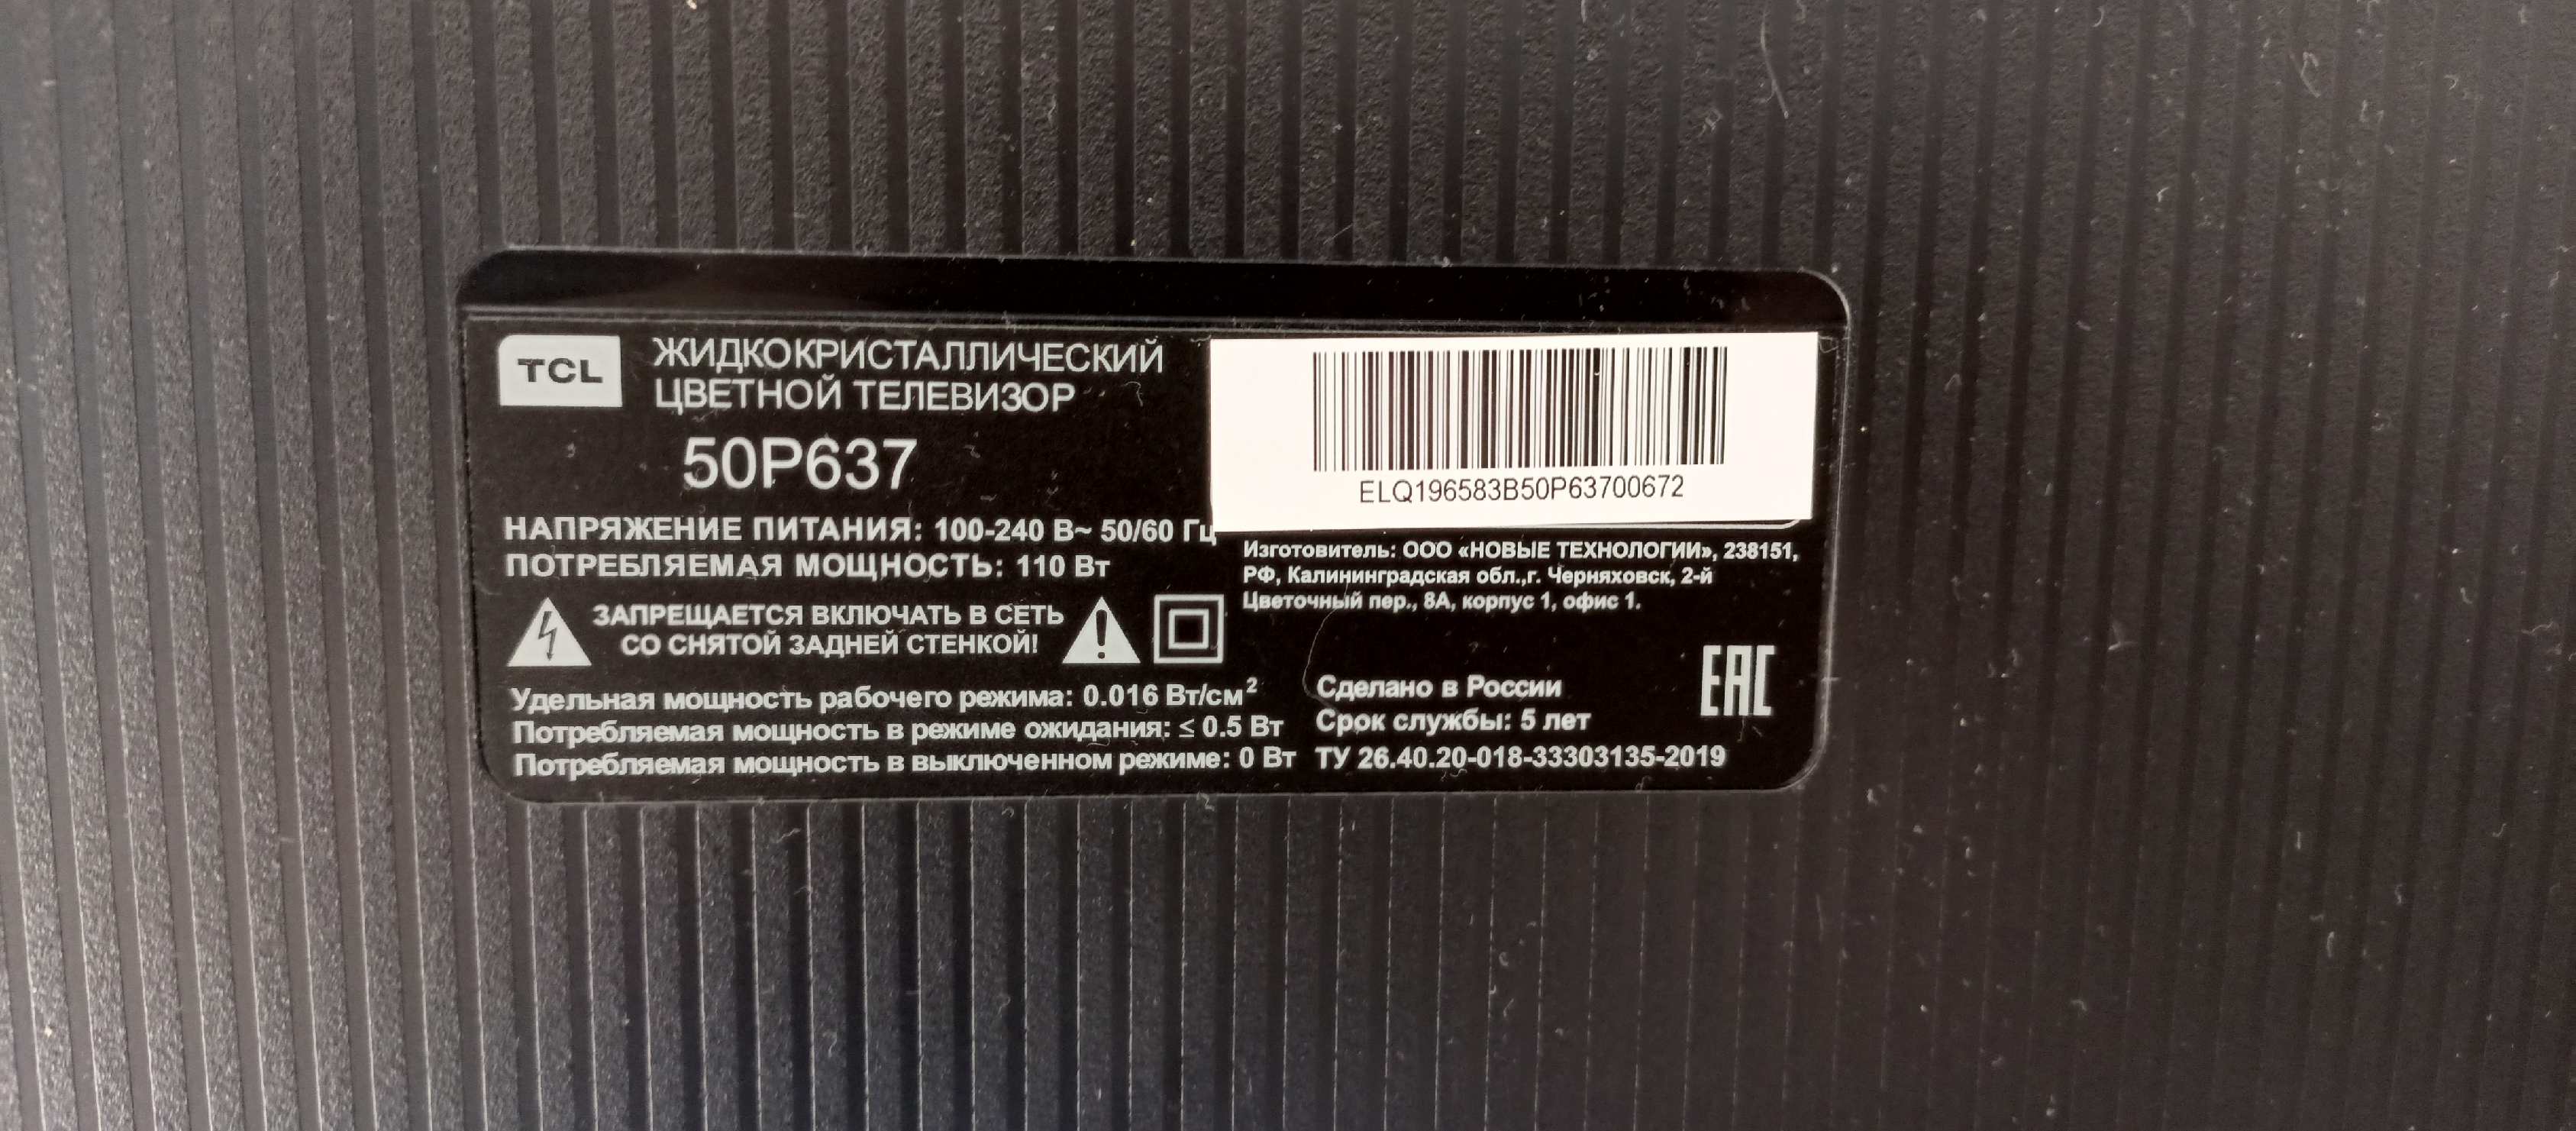 TCL
ЖИДКОКРИСТАЛЛИЧЕСКИЙ
ЦВЕТНОЙ ТЕЛЕВИЗОР
50P637
НАПРЯЖЕНИЕ ПИТАНИЯ: 100-240 В~ 50/60 Гц
ПОТРЕБЛЯЕМАЯ МОЩНОСТЬ: 110 Вт
ЗАПРЕЩАЕТСЯ ВКЛЮЧАТЬ В СЕТЬ
СО СНЯТОЙ ЗАДНЕЙ СТЕНКОЙ!
Удельная мощность рабочего режима: 0.016 Вт/см²
Потребляемая мощность в режиме ожидания: ≤ 0.5 Вт
Потребляемая мощность в выключенном режиме: 0 Вт
ELQ196583B50P63700672
Изготовитель: ООО «НОВЫЕ ТЕХНОЛОГИИ», 238151,
РФ, Калининградская обл.,г. Черняховск, 2-й
Цветочный пер., 8А, корпус 1, офис 1.
Сделано в России
Срок службы: 5 лет
ТУ 26.40.20-018-33303135-2019
EAC